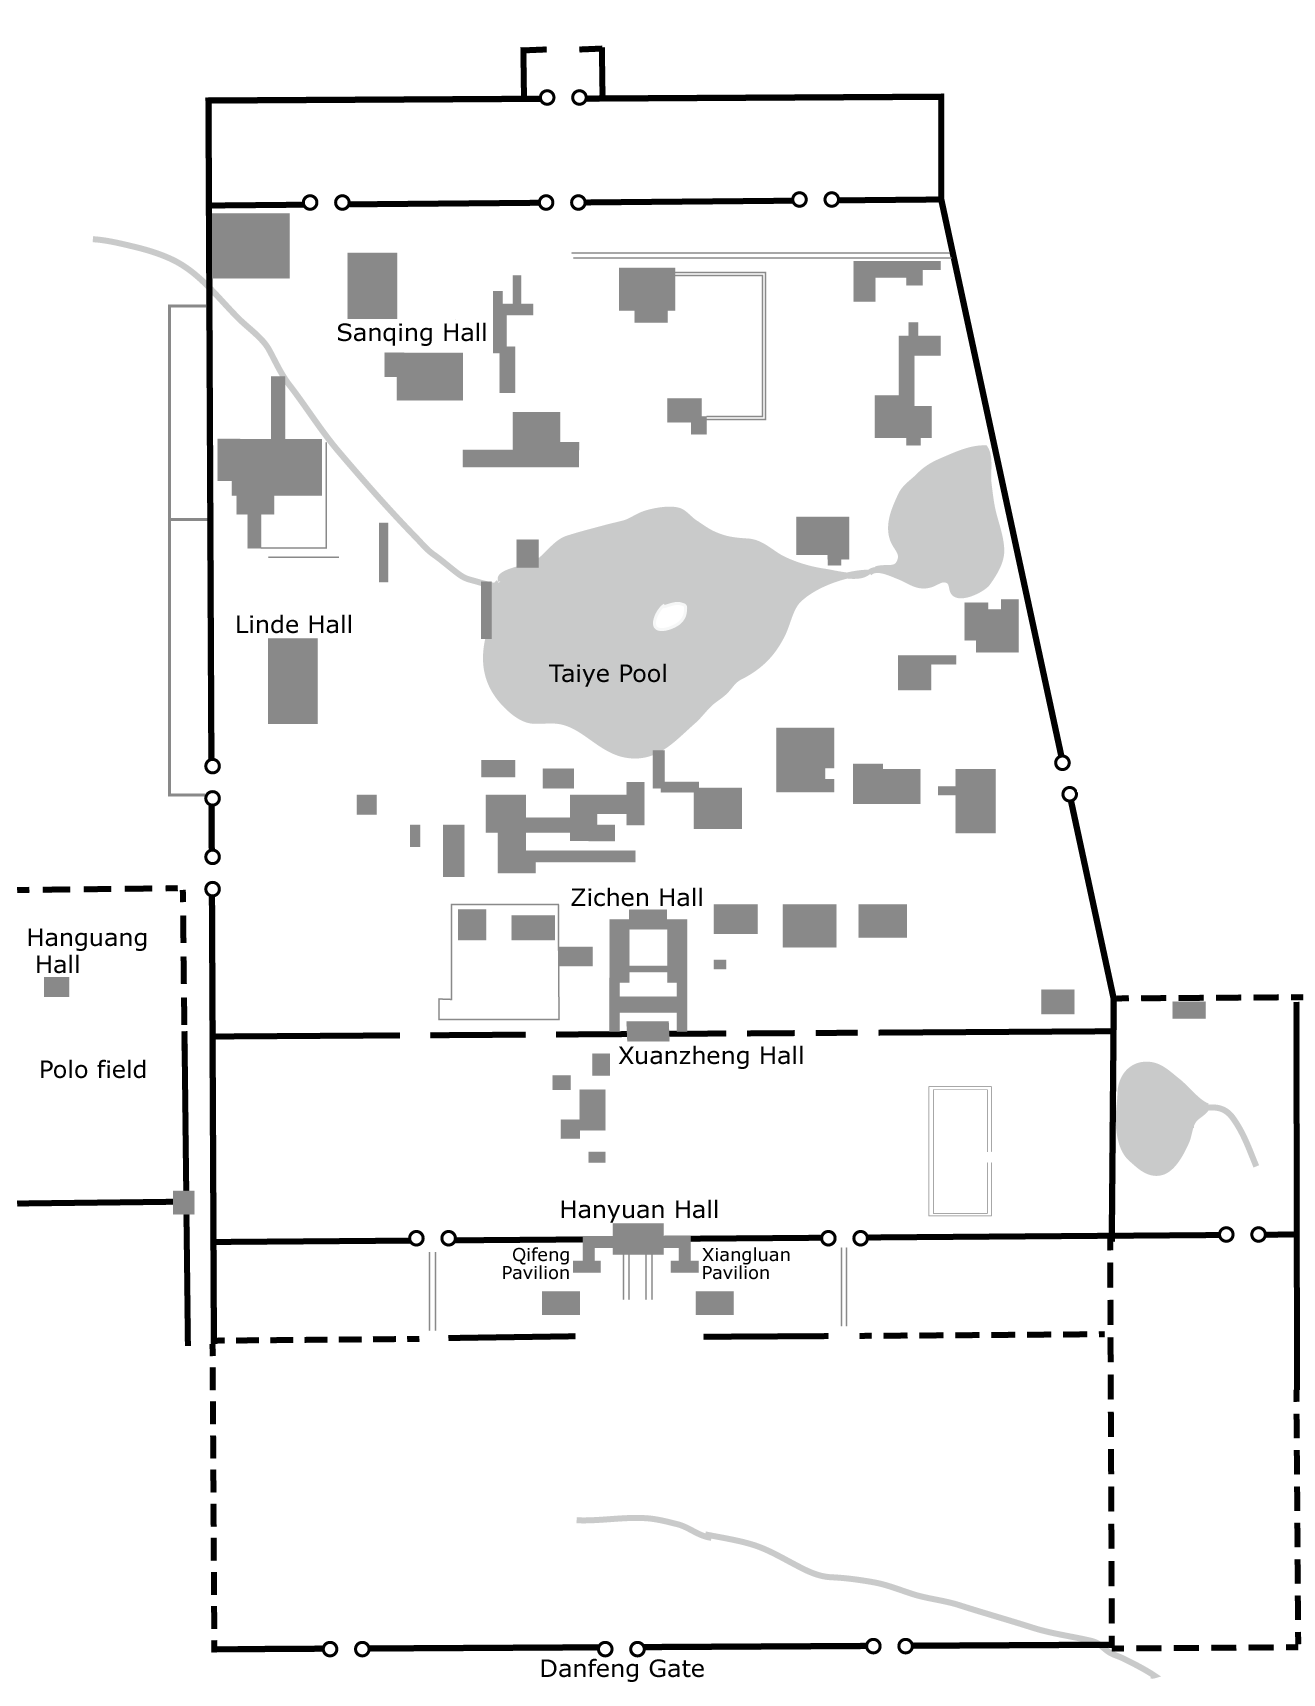 Sanqing Hall
Linde Hall
Taiye Pool
Zichen Hall
Hanguang
Hall
Xuanzheng Hall
Polo field
Hanyuan Hall
Qifeng
Pavilion
Xiangluan
Pavilion
Danfeng Gate